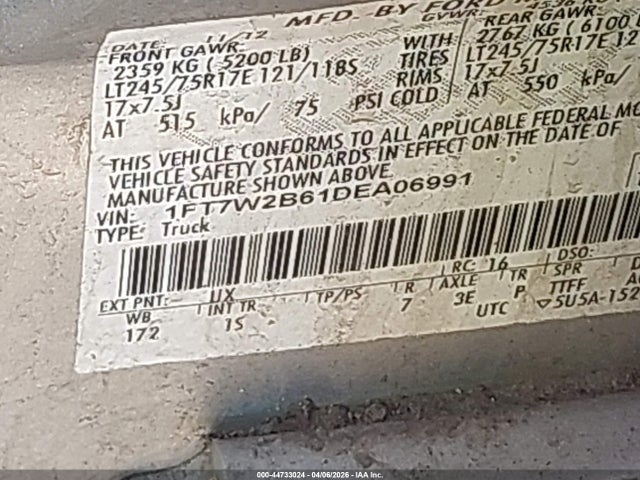 DATE: 11/12 MFD. BY FORD
GVWR:
FRONT GAWR: WITH REAR GAWR:
2359 KG ( 5200 LB) TIRES 2767 KG (6100
LT245/75R17E 121/118S RIMS LT245/75R17E 121
17x7.5J 17x7.5J
AT 515 kPa/ 75 PSI COLD AT 550 kPa/
THIS VEHICLE CONFORMS TO ALL APPLICABLE FEDERAL MO
VEHICLE SAFETY STANDARDS IN EFFECT ON THE DATE OF
MANUFACTURE SHOWN ABOVE.
VIN: 1FT7W2B61DEA06991
TYPE: Truck
RC: 16 DSO:
EXT PNT: UX
WB INT TR TP/PS R AXLE TR SPR
172 1S 7 3E P TTFF
UTC ▽5U5A-152
000-44733024 - 04/06/2026 - IAA Inc.